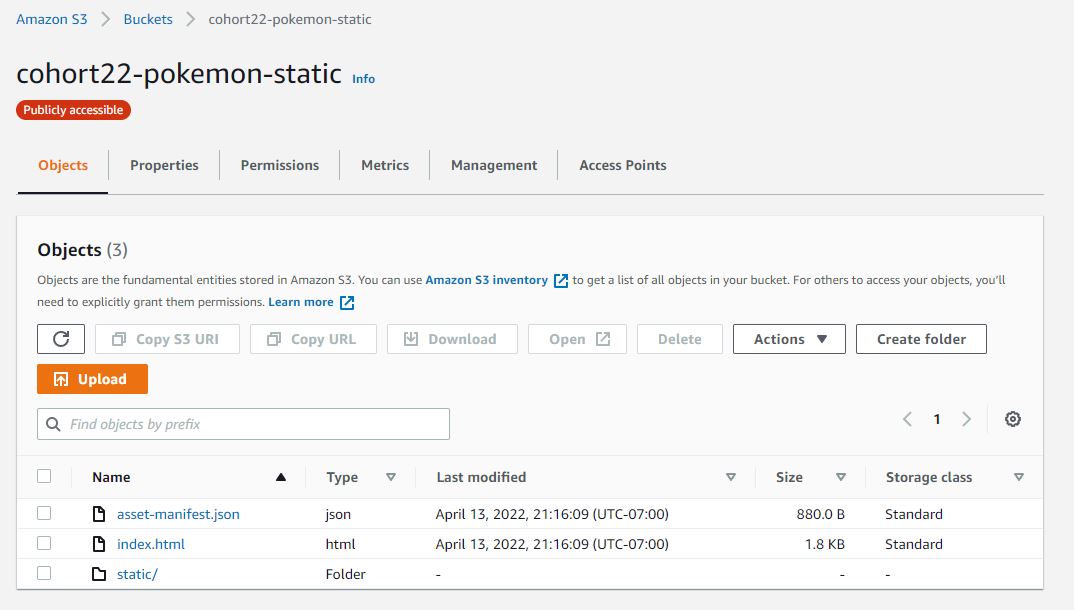 Amazon S3 > Buckets > cohort22-pokemon-static
cohort22-pokemon-static Info
Publicly accessible
Objects Properties Permissions Metrics Management Access Points
Objects (3)
Objects are the fundamental entities stored in Amazon S3. You can use Amazon S3 inventory to get a list of all objects in your bucket. For others to access your objects, you'll
need to explicitly grant them permissions. Learn more
Copy S3 URI Copy URL Download Open Delete Actions Create folder
Upload
Find objects by prefix 1
Name Type Last modified Size Storage class
asset-manifest.json json April 13, 2022, 21:16:09 (UTC-07:00) 880.0 B Standard
index.html html April 13, 2022, 21:16:09 (UTC-07:00) 1.8 KB Standard
static/ Folder - - -